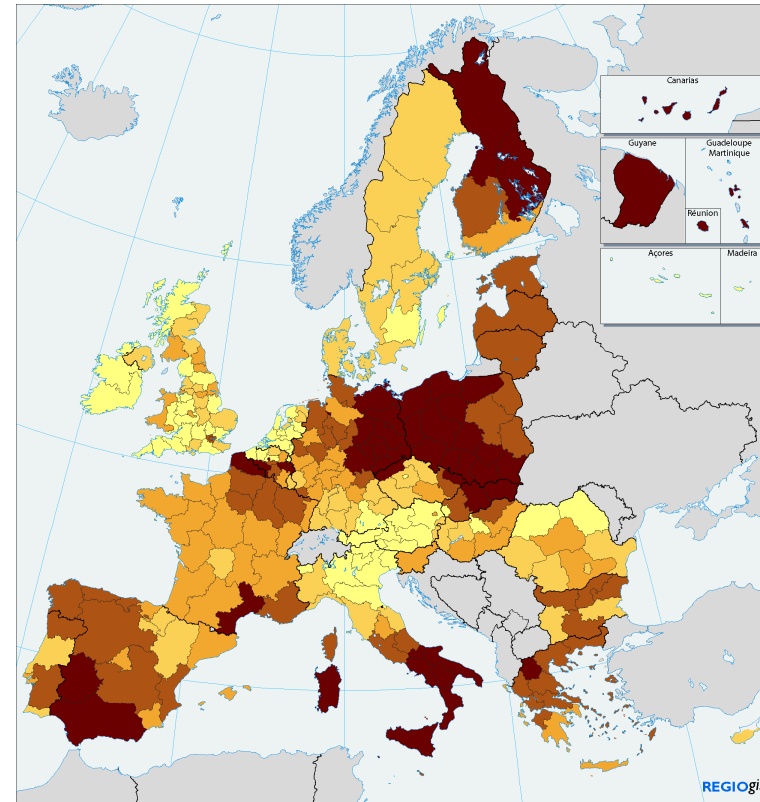 Canarias
Guyane
Guadeloupe
Martinique
Réunion
Açores
Madeira
REGIOgis